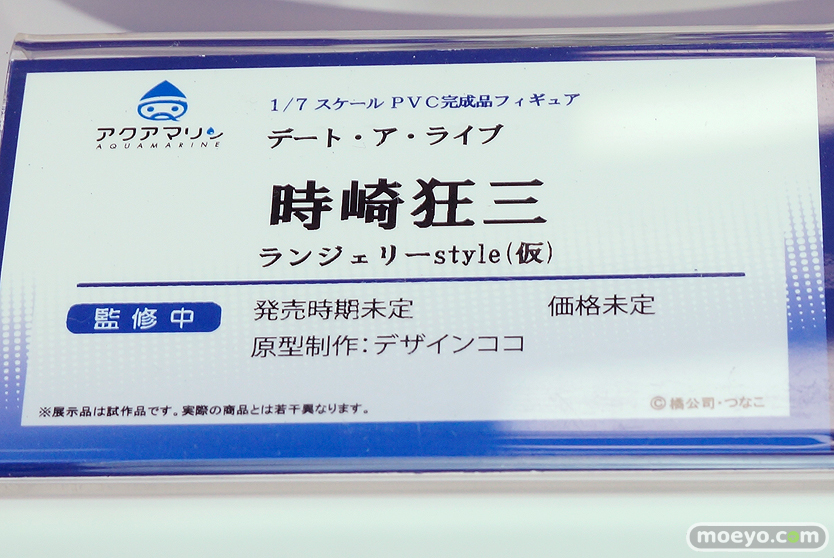 アクアマリン
AQUAMARINE
1/7 スケール PVC完成品フィギュア
デート・ア・ライブ
時崎狂三
ランジェリーstyle(仮)
監修中
発売時期未定 価格未定
原型制作:デザインココ
※展示品は試作品です。実際の商品とは若干異なります。
©橘公司・つなこ
moeyo.com